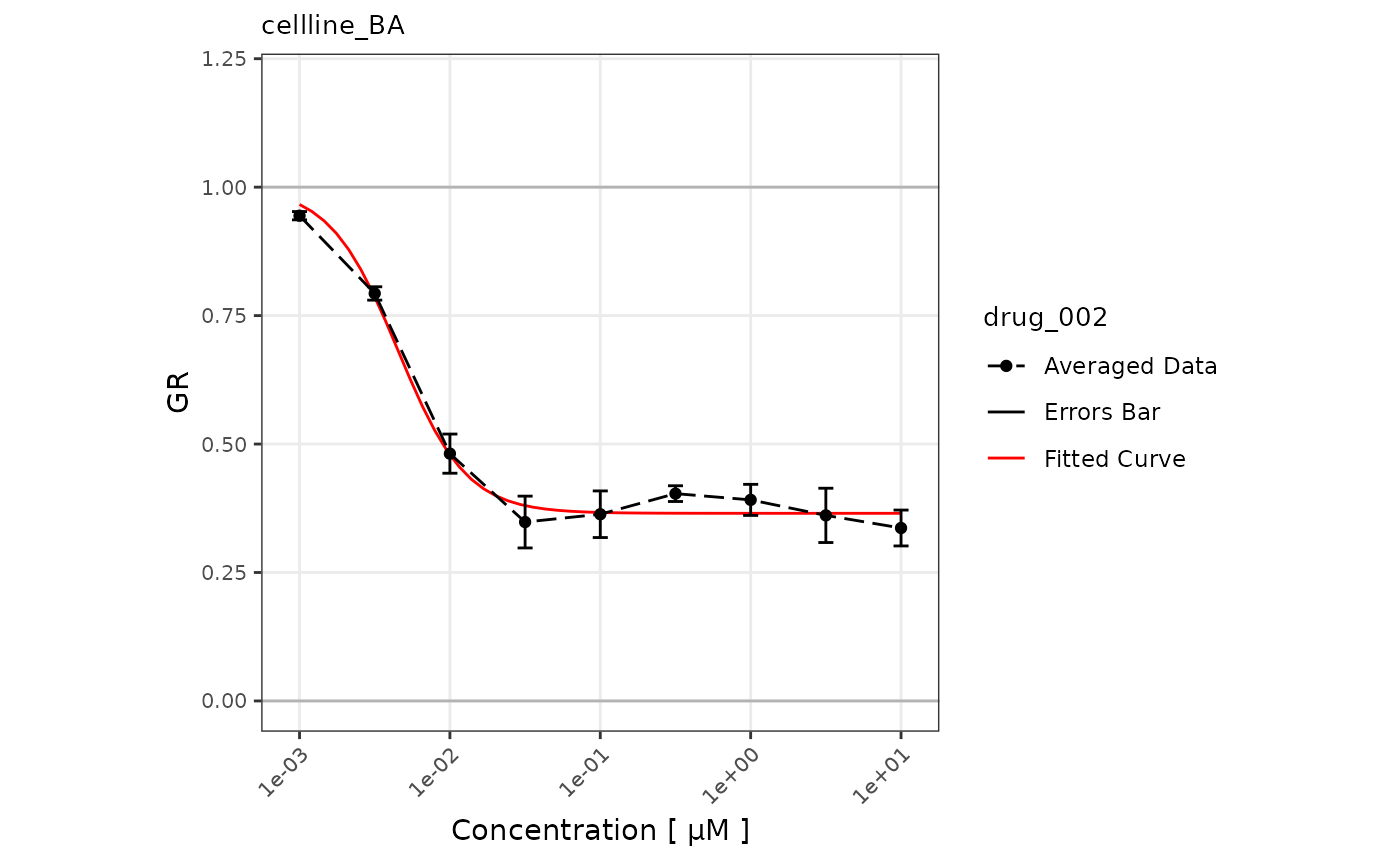 cellline_BA
1.25
1.00
0.75
0.50
0.25
0.00
GR
1e-03
1e-02
1e-01
1e+00
1e+01
Concentration [ µM ]
drug_002
Averaged Data
Errors Bar
Fitted Curve